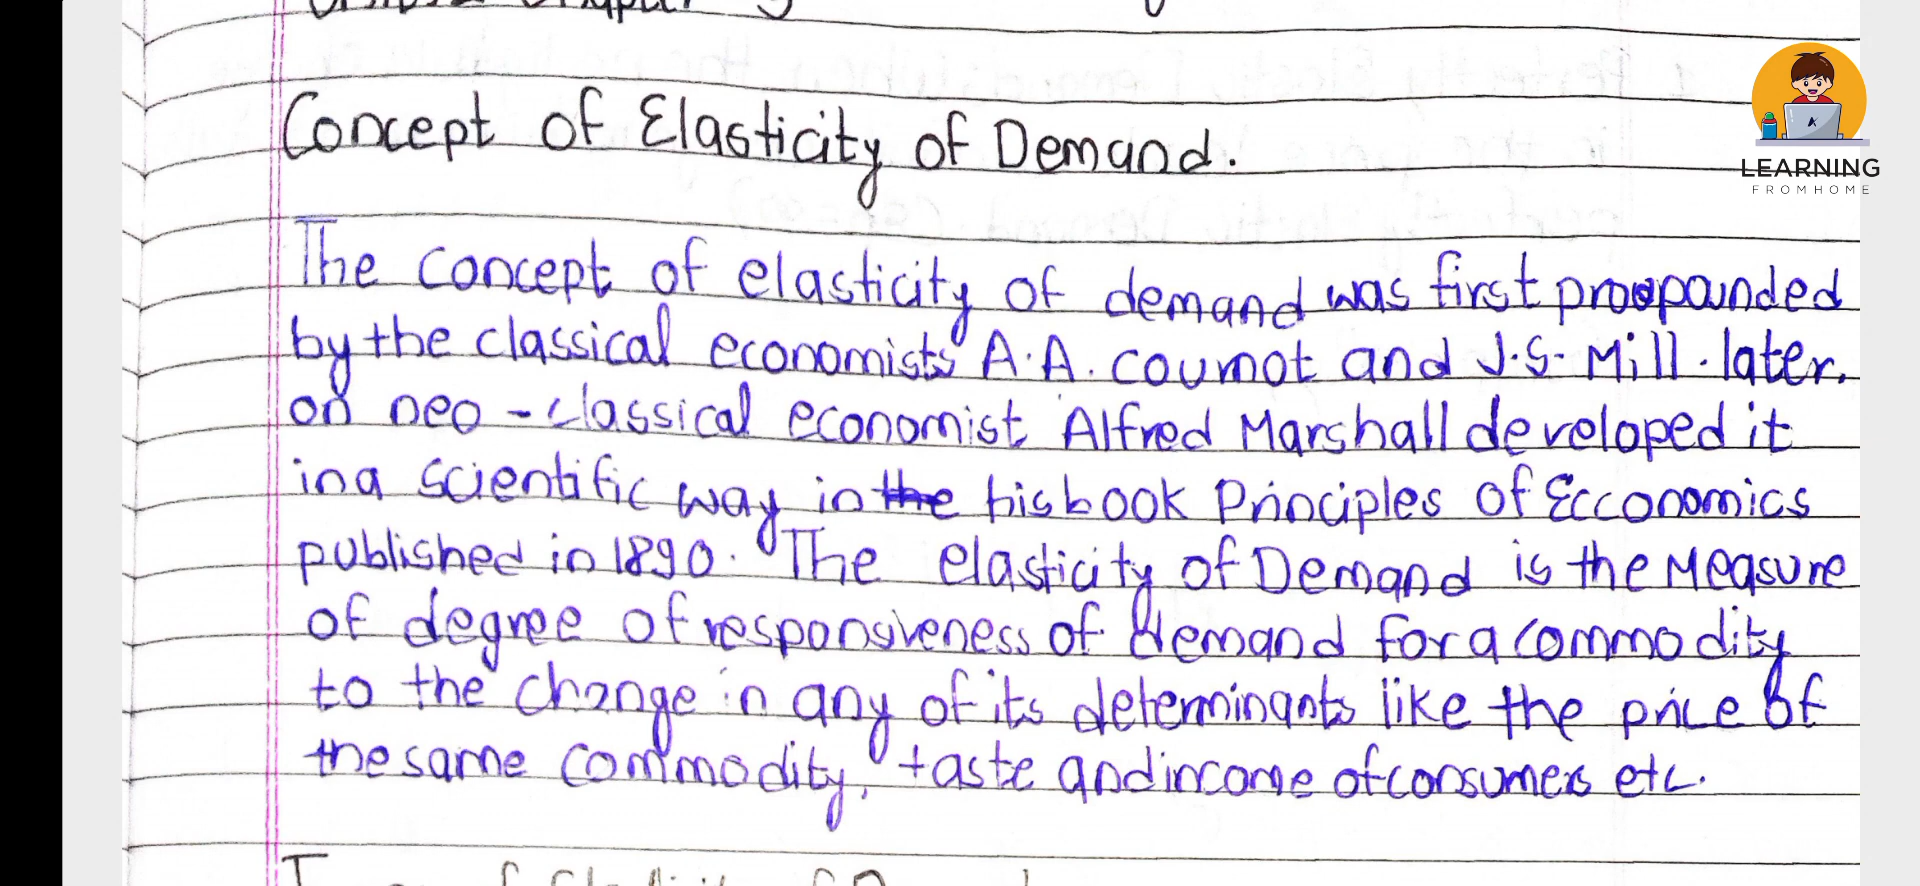 Concept of Elasticity of Demand.
LEARNING
FROMHOME
The concept of elasticity of demand was first proopounded
by the classical economists A.A. cournot and J.S. Mill. later.
on neo-classical economist Alfred Marshall developed it
in a scientific way in the his book Principles of Ecconomics
published in 1890. The elasticity of Demand is the Measure
of degree of responsiveness of demand for a commodity
to the change in any of its determinants like the price of
the same commodity, taste and income of consumers etc.